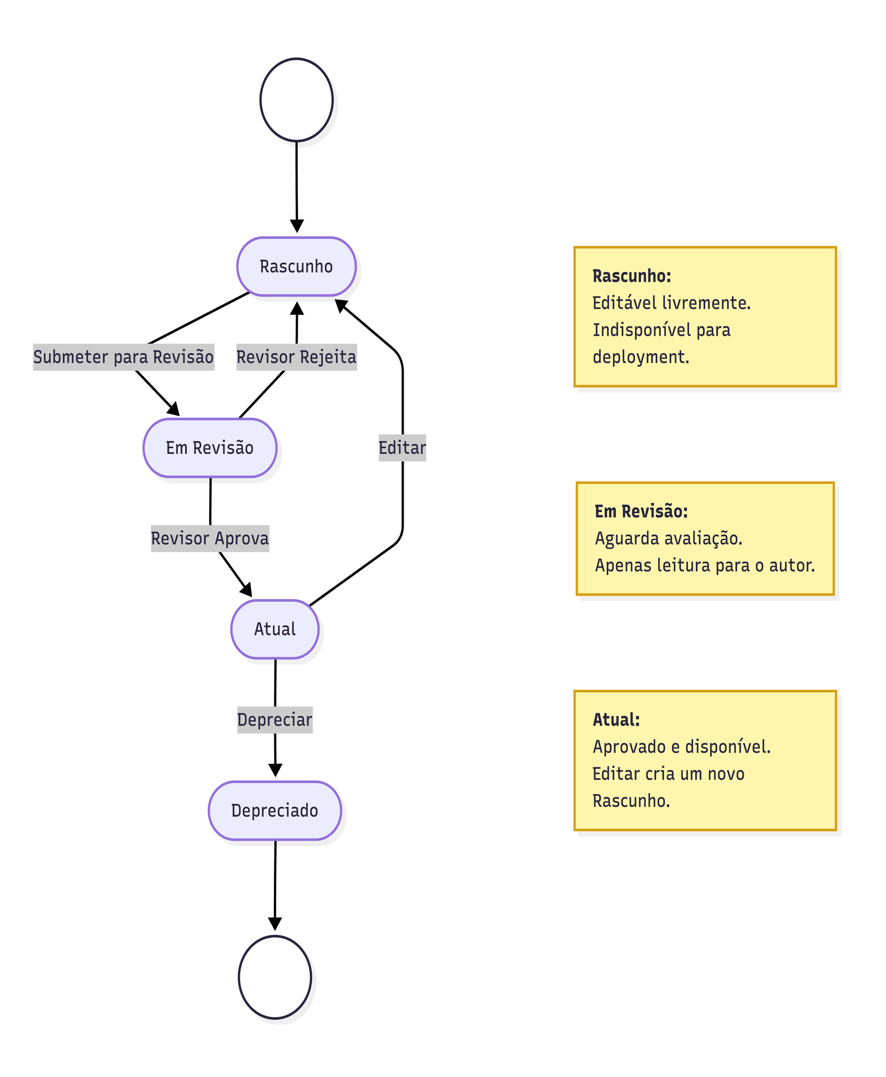 Rascunho
Submeter para Revisão
Revisor Rejeita
Em Revisão
Editar
Revisor Aprova
Atual
Depreciar
Depreciado
Rascunho:
Editável livremente.
Indisponível para
deployment.
Em Revisão:
Aguarda avaliação.
Apenas leitura para o autor.
Atual:
Aprovado e disponível.
Editar cria um novo
Rascunho.